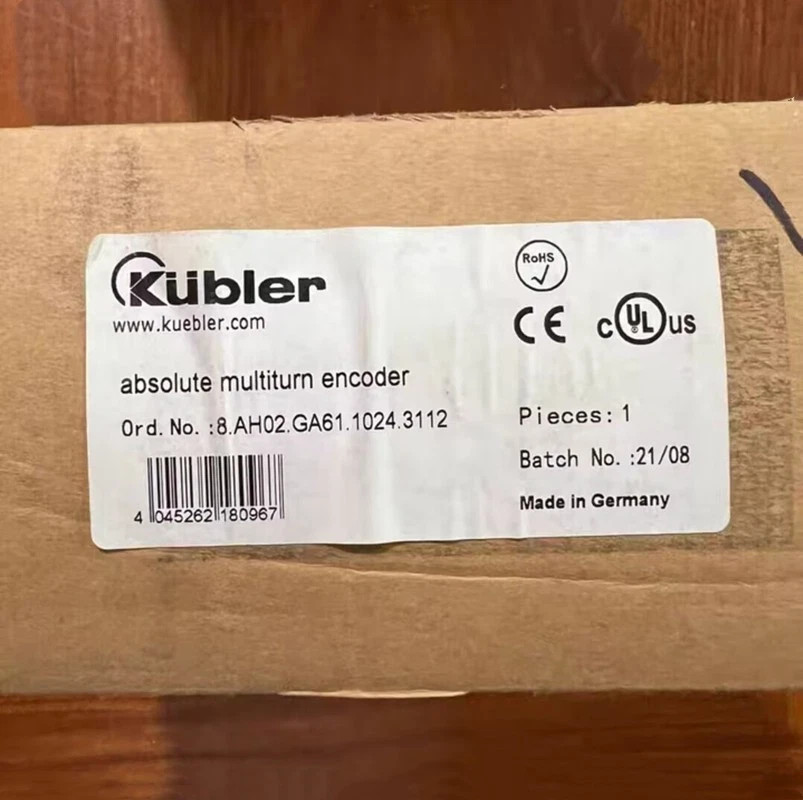 Kübler
www.kuebler.com
RoHS
CE c UL ® us
absolute multiturn encoder
Ord. No. :8.AH02.GA61.1024.3112
Pieces: 1
Batch No. :21/08
4 045262 180967
Made in Germany